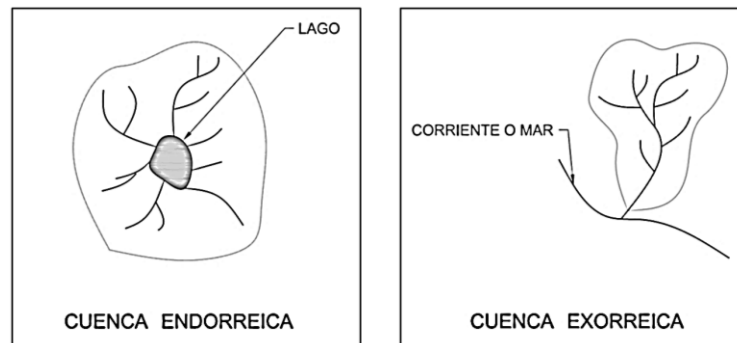 LAGO
CUENCA ENDORREICA
CORRIENTE O MAR
CUENCA EXORREICA